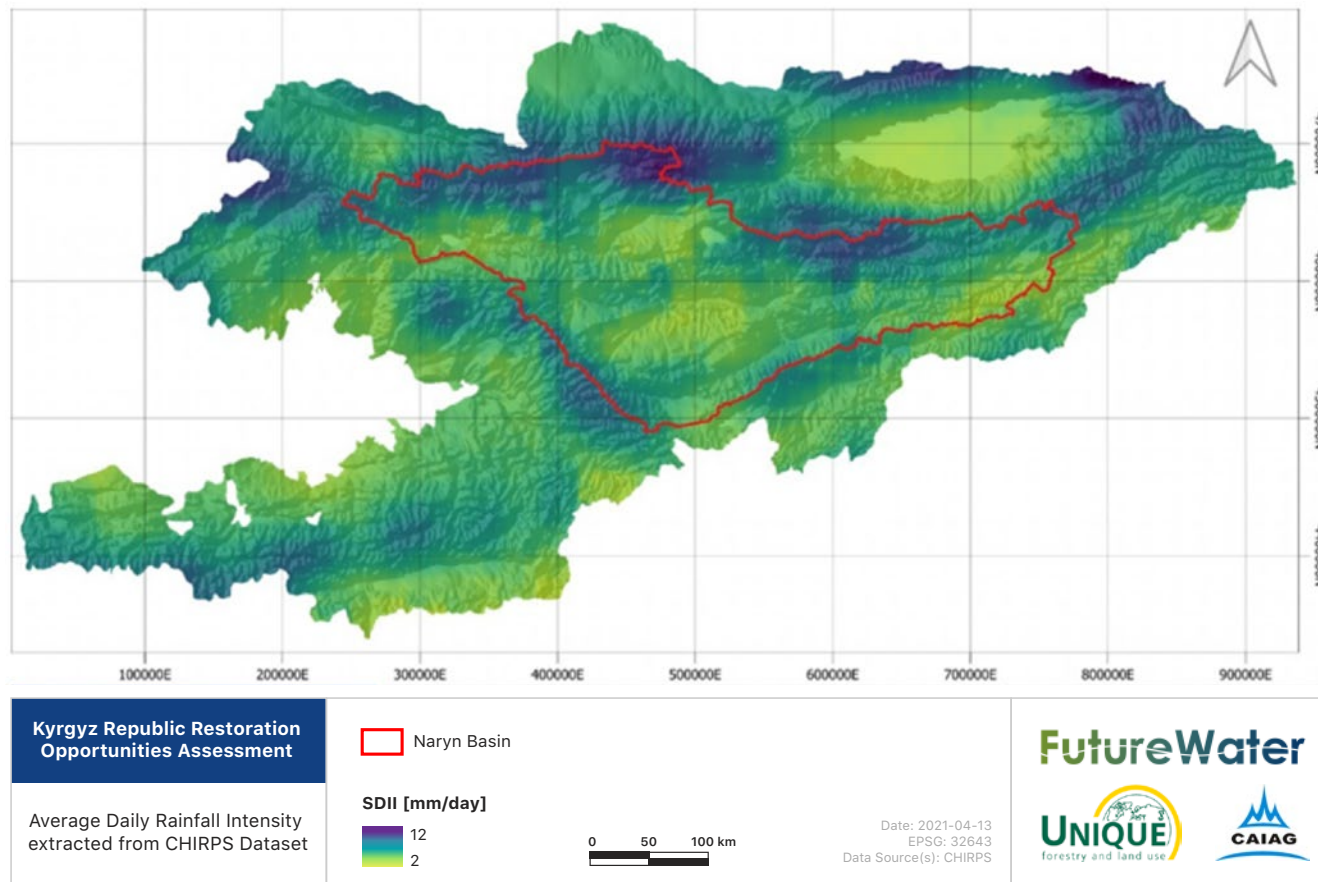 100000E
200000E
300000E
400000E
500000E
600000E
700000E
800000E
900000E
Kyrgyz Republic Restoration
Opportunities Assessment
Average Daily Rainfall Intensity
extracted from CHIRPS Dataset
Naryn Basin
SDII [mm/day]
12
2
0 50 100 km
Date: 2021-04-13
EPSG: 32643
Data Source(s): CHIRPS
FutureWater
UNIQUE
forestry and land use
CAIAG